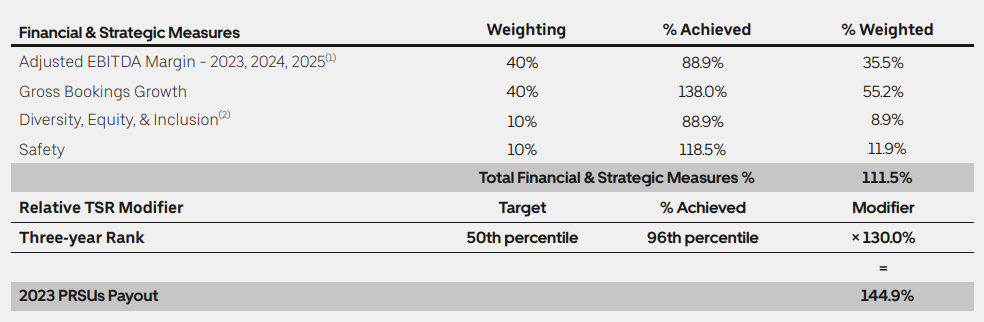 Financial & Strategic Measures Weighting % Achieved % Weighted
Adjusted EBITDA Margin - 2023, 2024, 2025(1) 40% 88.9% 35.5%
Gross Bookings Growth 40% 138.0% 55.2%
Diversity, Equity, & Inclusion(2) 10% 88.9% 8.9%
Safety 10% 118.5% 11.9%
Total Financial & Strategic Measures % 111.5%
Relative TSR Modifier Target % Achieved Modifier
Three-year Rank 50th percentile 96th percentile × 130.0%
=
2023 PRSUs Payout 144.9%